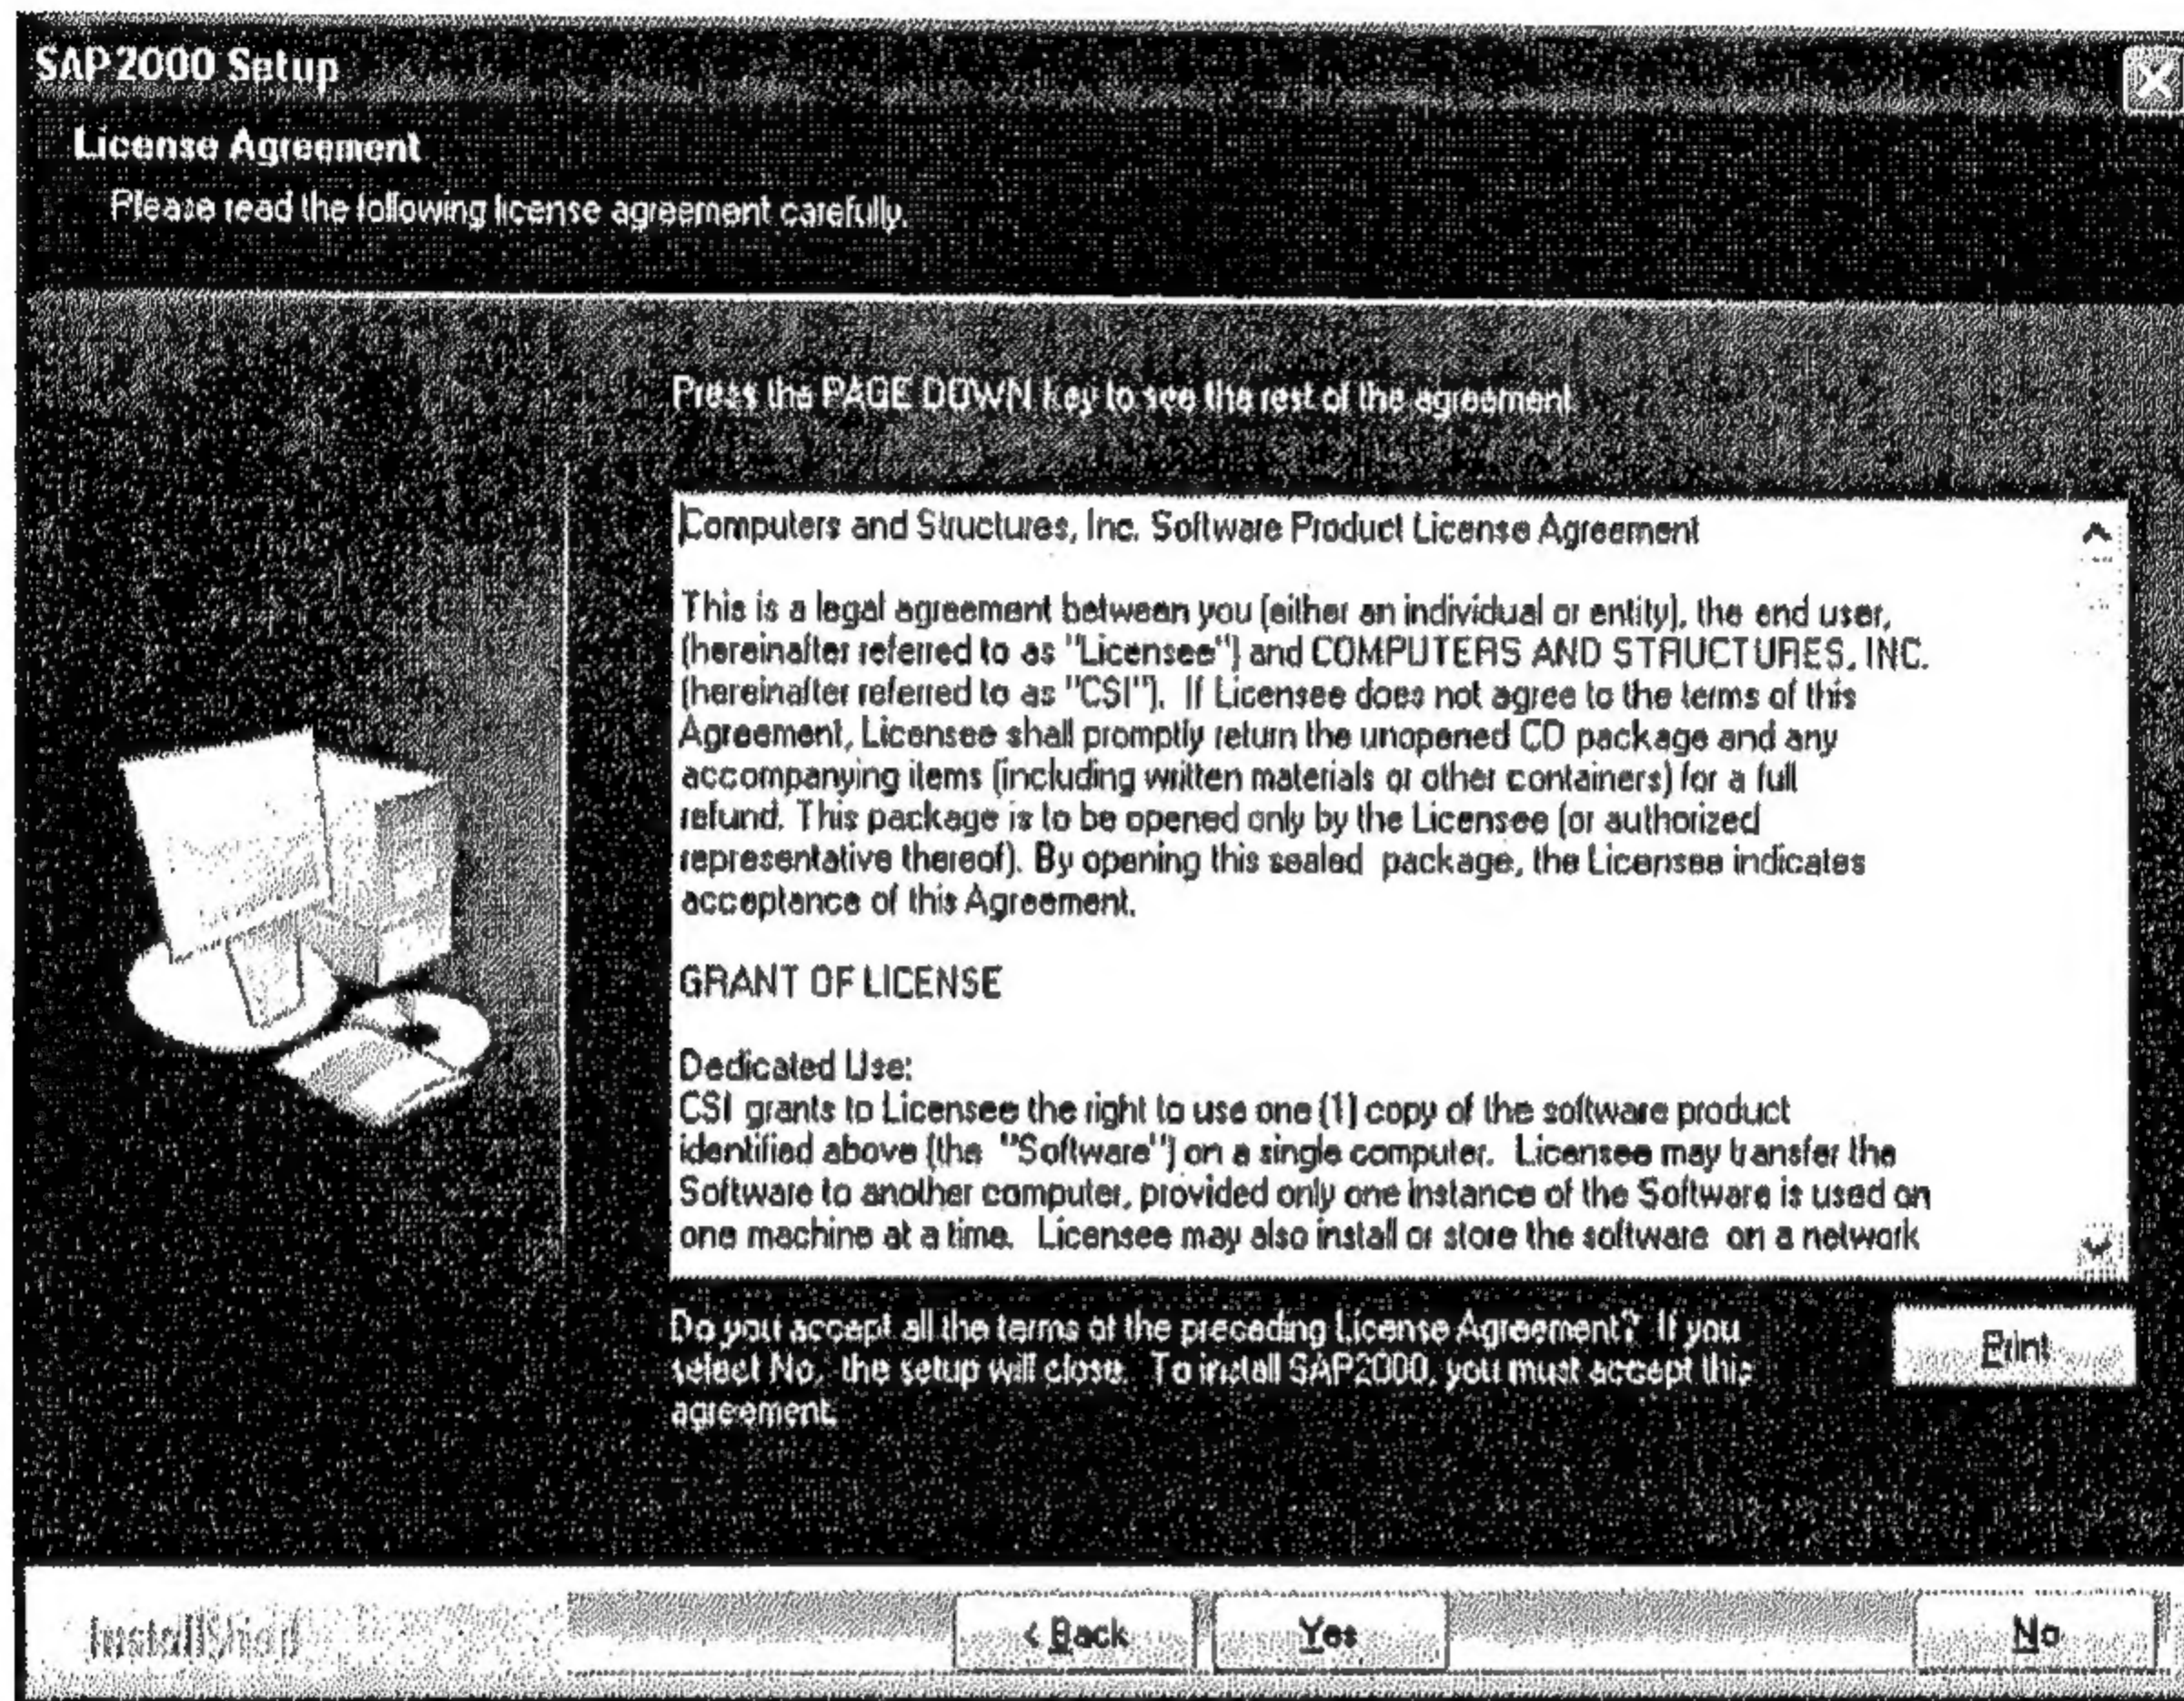 SAP2000 Setup
License Agreement
Please read the following license agreement carefully.
Press the PAGE DOWN key to see the rest of the agreement
Computers and Structures, Inc. Software Product License Agreement
This is a legal agreement between you (either an individual or entity), the end user,
(hereinafter referred to as "Licensee") and COMPUTERS AND STRUCTURES, INC.
(hereinafter referred to as "CSI"). If Licensee does not agree to the terms of this
Agreement, Licensee shall promptly return the unopened CD package and any
accompanying items (including written materials or other containers) for a full
refund. This package is to be opened only by the Licensee (or authorized
representative thereof). By opening this sealed package, the Licensee indicates
acceptance of this Agreement.
GRANT OF LICENSE
Dedicated Use:
CSI grants to Licensee the right to use one (1) copy of the software product
identified above (the "Software") on a single computer. Licensee may transfer the
Software to another computer, provided only one instance of the Software is used on
one machine at a time. Licensee may also install or store the software on a network
Do you accept all the terms of the preceding License Agreement? If you
select No, the setup will close. To install SAP2000, you must accept this
agreement.
Print
InstallShield
< Back
Yes
No